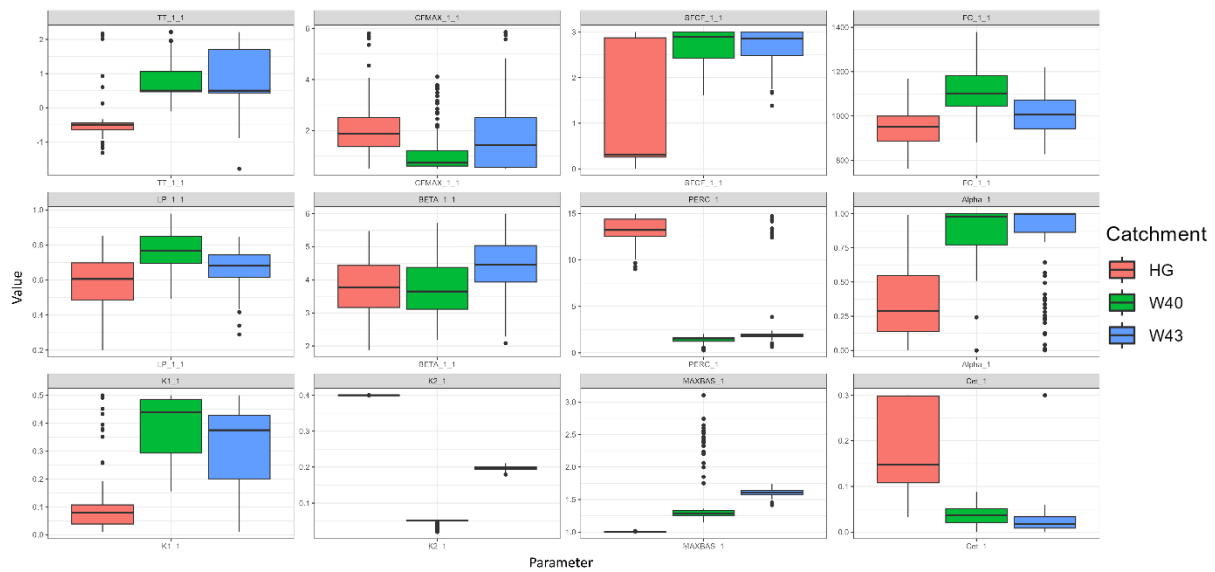 TT_1_1 CFMAX_1_1 SFCF_1_1 FC_1_1
2 1 0 -1
6 4 2
3 2 1 0
1400 1200 1000 800
TT_1_1 CFMAX_1_1 SFCF_1_1 FC_1_1
LP_1_1 BETA_1_1 PERC_1 Alpha_1
1.0 0.8 0.6 0.4 0.2
6 5 4 3 2
15 10 5 0
1.00 0.75 0.50 0.25 0.00
LP_1_1 BETA_1_1 PERC_1 Alpha_1
K1_1 K2_1 MAXBAS_1 Cet_1
0.5 0.4 0.3 0.2 0.1 0.0
0.4 0.3 0.2 0.1
3.0 2.5 2.0 1.5 1.0
0.3 0.2 0.1 0.0
K1_1 K2_1 MAXBAS_1 Cet_1
Value
Parameter
Catchment
HG
W40
W43